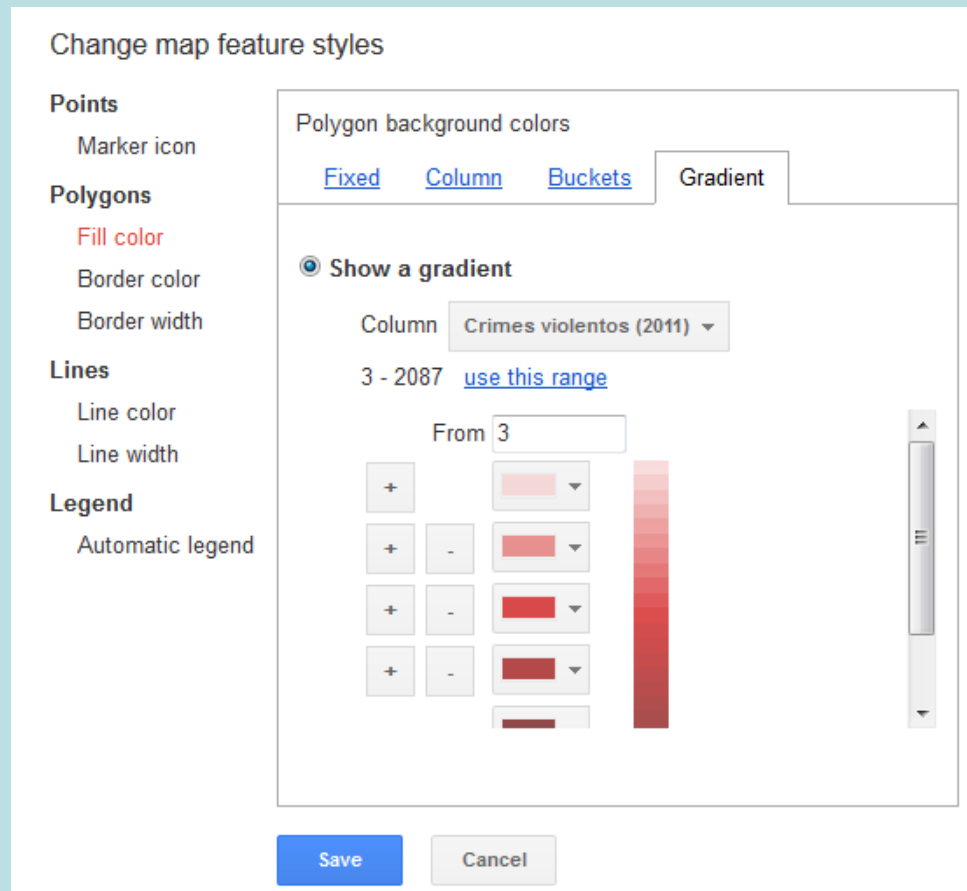 Change map feature styles
Points
Marker icon
Polygons
Fill color
Border color
Border width
Lines
Line color
Line width
Legend
Automatic legend
Polygon background colors
Fixed Column Buckets Gradient
Show a gradient
Column Crimes violentos (2011)
3 - 2087 use this range
From 3
+
+ -
+ -
+ -
Save Cancel